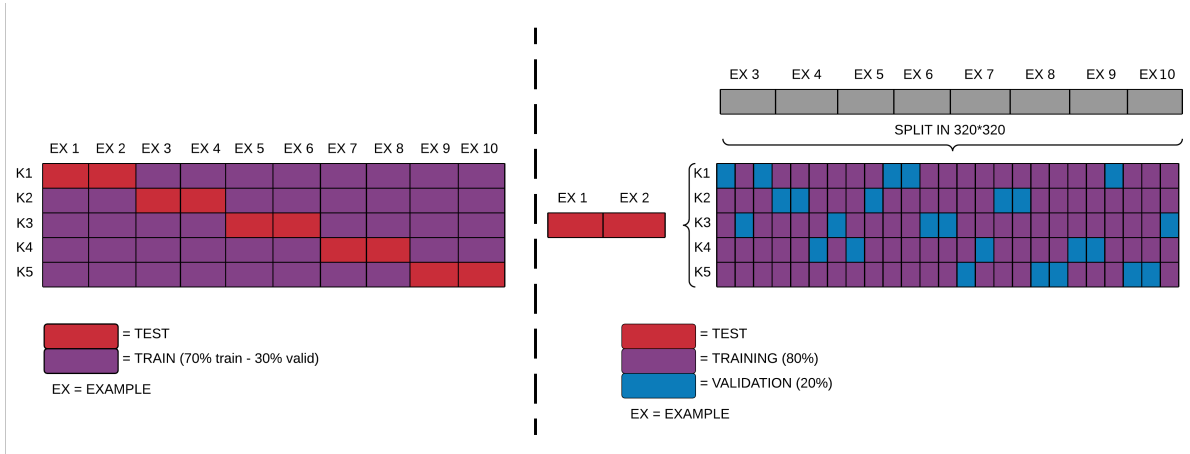 EX 1 EX 2 EX 3 EX 4 EX 5 EX 6 EX 7 EX 8 EX 9 EX 10
K1
K2
K3
K4
K5
= TEST
= TRAIN (70% train - 30% valid)
EX = EXAMPLE
EX 3 EX 4 EX 5 EX 6 EX 7 EX 8 EX 9 EX10
SPLIT IN 320*320
EX 1 EX 2
K1
K2
K3
K4
K5
= TEST
= TRAINING (80%)
= VALIDATION (20%)
EX = EXAMPLE